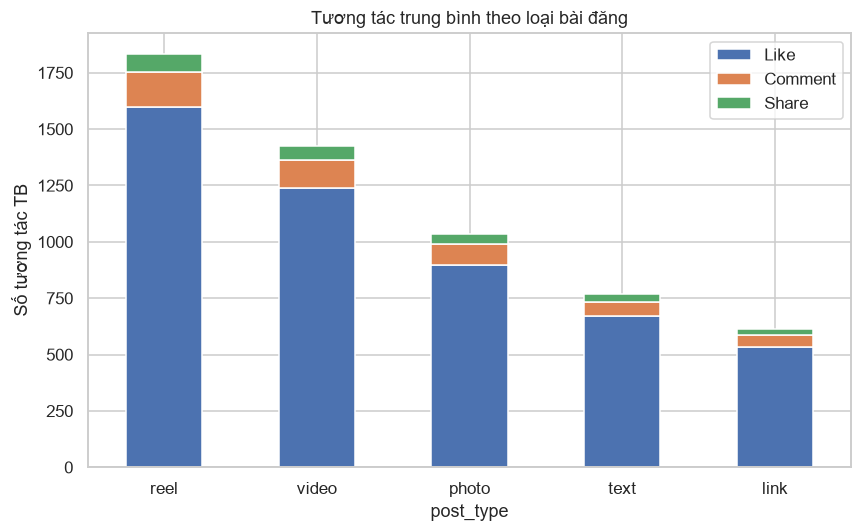 Tương tác trung bình theo loại bài đăng
Like
Comment
Share
Số tương tác TB
1750
1500
1250
1000
750
500
250
0
reel
video
photo
text
link
post_type